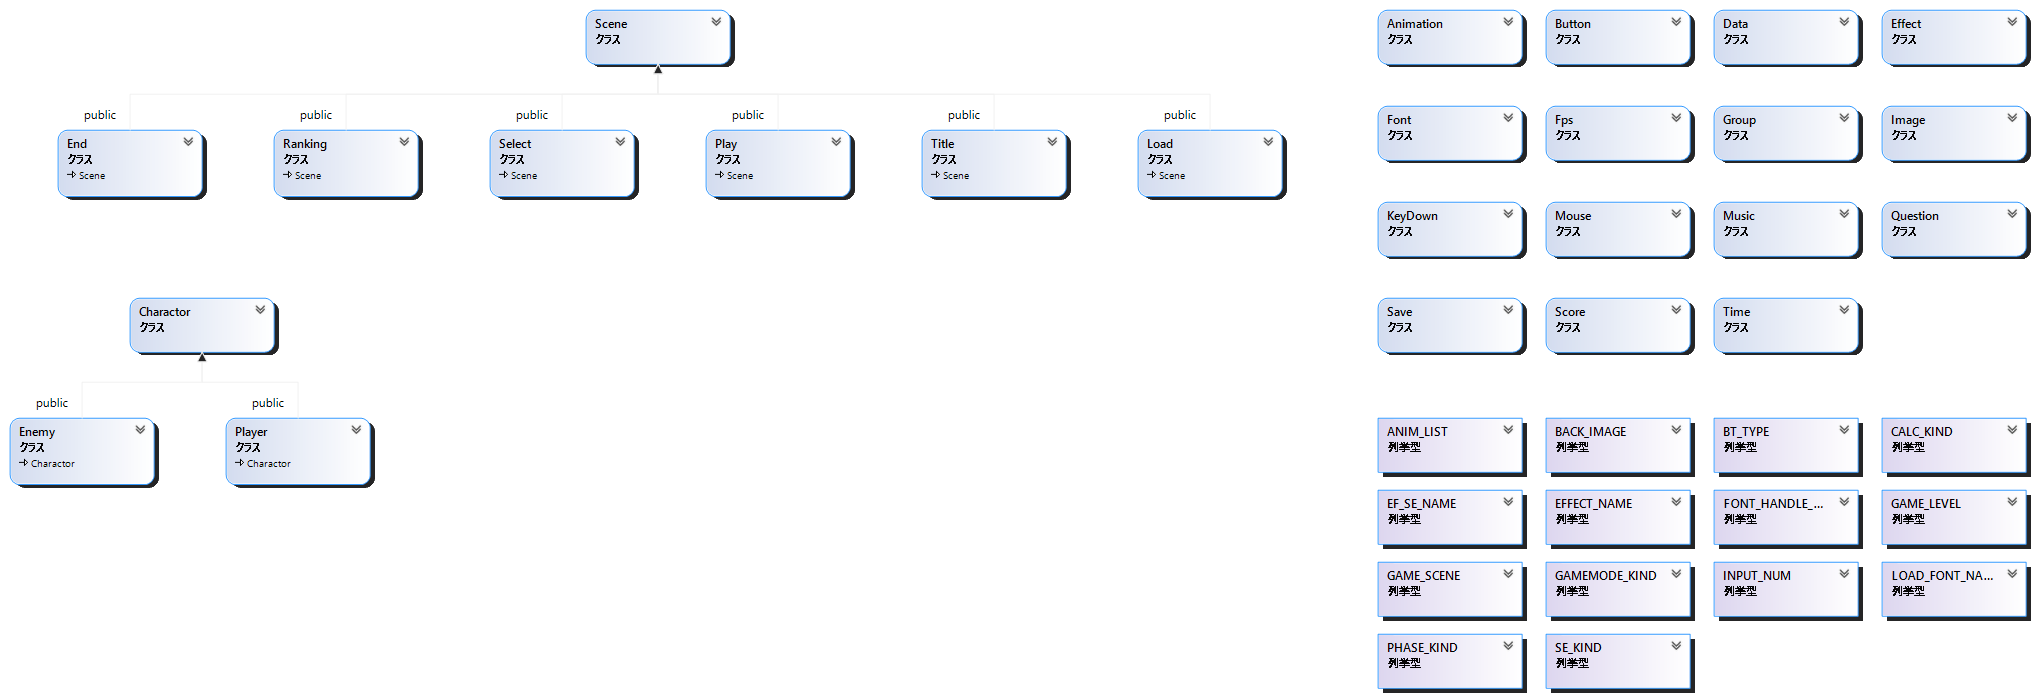 Scene
クラス
public
public
public
public
public
public
End
クラス
Scene
Ranking
クラス
Scene
Select
クラス
Scene
Play
クラス
Scene
Title
クラス
Scene
Load
クラス
Scene
Charactor
クラス
public
public
Enemy
クラス
Charactor
Player
クラス
Charactor
Animation
クラス
Button
クラス
Data
クラス
Effect
クラス
Font
クラス
Fps
クラス
Group
クラス
Image
クラス
KeyDown
クラス
Mouse
クラス
Music
クラス
Question
クラス
Save
クラス
Score
クラス
Time
クラス
ANIM_LIST
列挙型
BACK_IMAGE
列挙型
BT_TYPE
列挙型
CALC_KIND
列挙型
EF_SE_NAME
列挙型
EFFECT_NAME
列挙型
FONT_HANDLE_...
列挙型
GAME_LEVEL
列挙型
GAME_SCENE
列挙型
GAMEMODE_KIND
列挙型
INPUT_NUM
列挙型
LOAD_FONT_NA...
列挙型
PHASE_KIND
列挙型
SE_KIND
列挙型